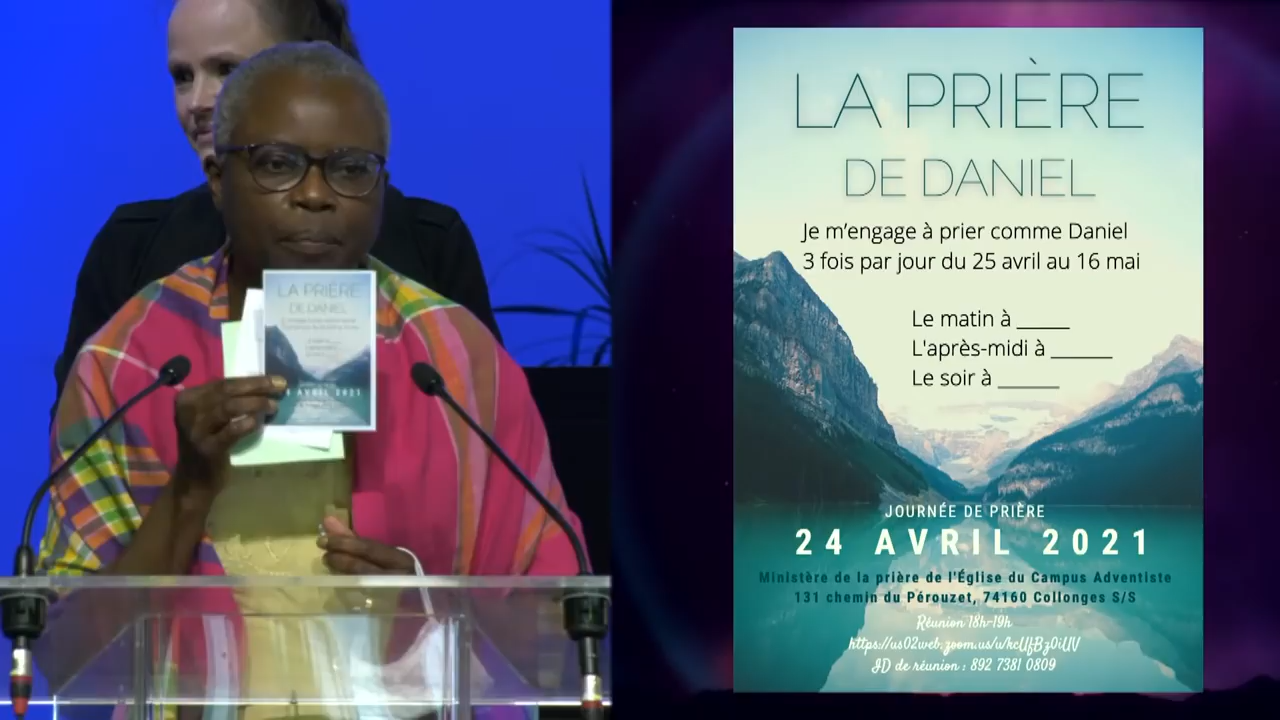 LA PRIÈRE
DE DANIEL
4 AVRIL 2021
LA PRIÈRE
DE DANIEL
Je m'engage à prier comme Daniel
3 fois par jour du 25 avril au 16 mai
Le matin à _____
L'après-midi à ______
Le soir à ______
JOURNÉE DE PRIÈRE
24 AVRIL 2021
Ministère de la prière de l'Église du Campus Adventiste
131 chemin du Pérouzet, 74160 Collonges S/S
Réunion 18h-19h
ID de réunion : 892 7381 0809